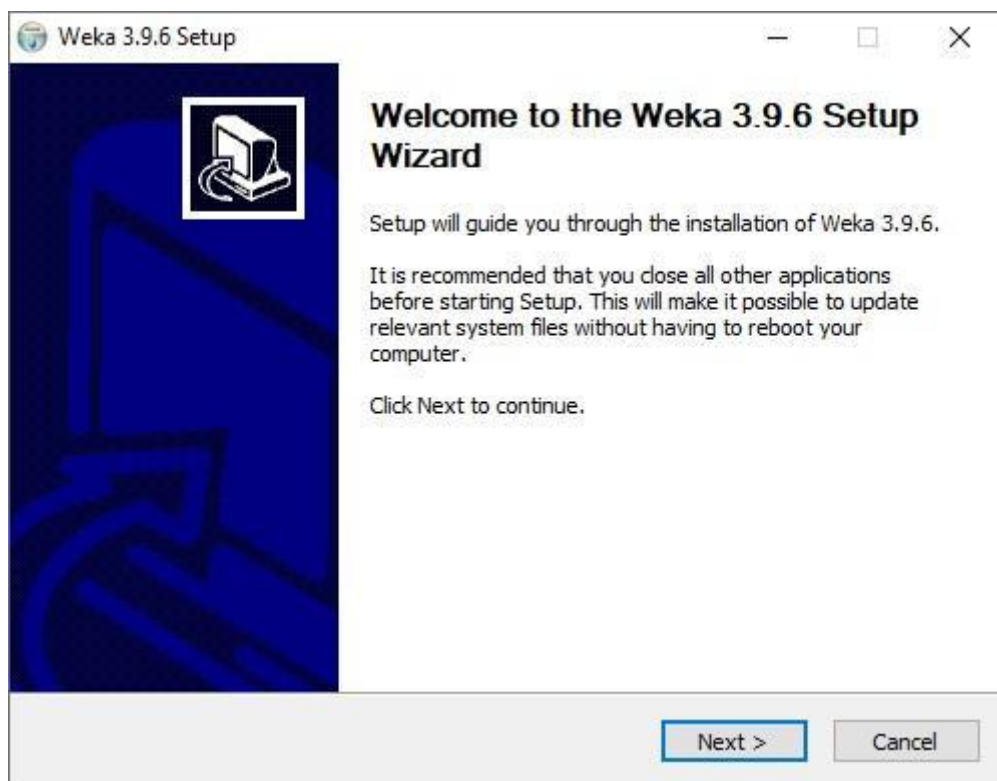 Weka 3.9.6 Setup
Welcome to the Weka 3.9.6 Setup
Wizard
Setup will guide you through the installation of Weka 3.9.6.
It is recommended that you close all other applications
before starting Setup. This will make it possible to update
relevant system files without having to reboot your
computer.
Click Next to continue.
Next >
Cancel